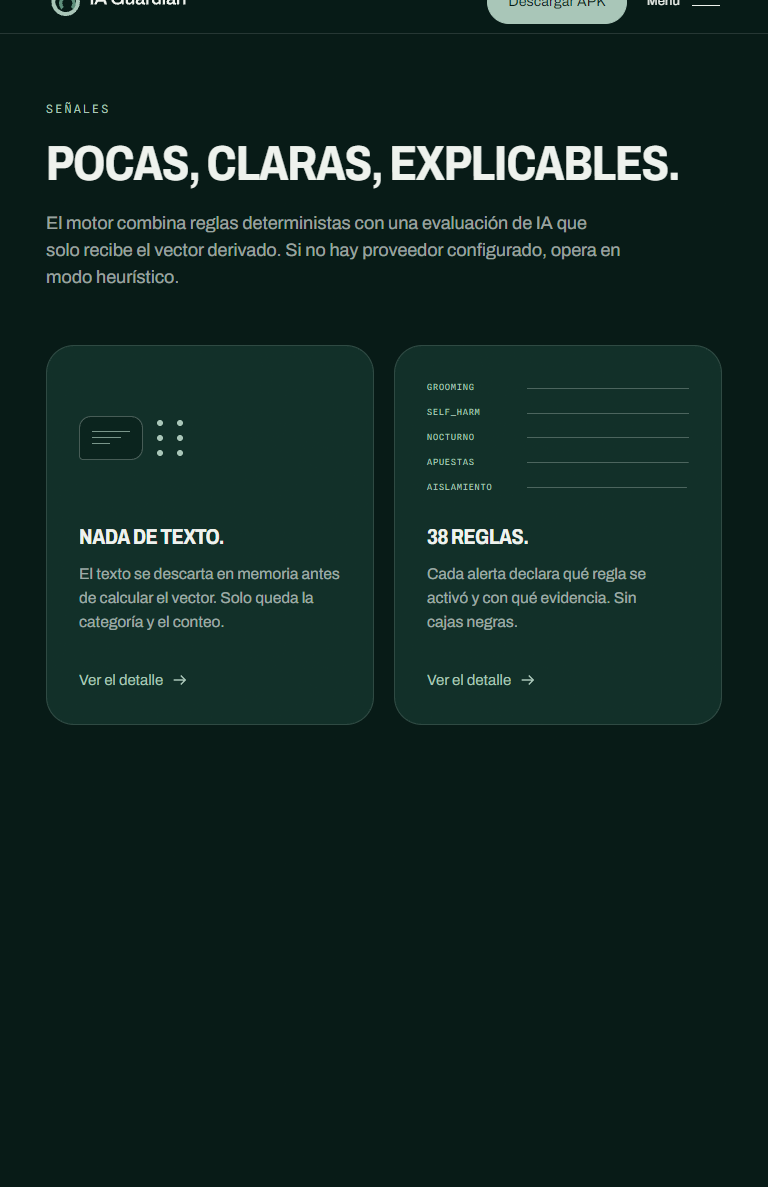 IA Guardian
Descargar APK
Menú
SEÑALES
POCAS, CLARAS, EXPLICABLES.
El motor combina reglas deterministas con una evaluación de IA que
solo recibe el vector derivado. Si no hay proveedor configurado, opera en
modo heurístico.
GROOMING
SELF_HARM
NOCTURNO
APUESTAS
AISLAMIENTO
NADA DE TEXTO.
El texto se descarta en memoria antes
de calcular el vector. Solo queda la
categoría y el conteo.
Ver el detalle
38 REGLAS.
Cada alerta declara qué regla se
activó y con qué evidencia. Sin
cajas negras.
Ver el detalle